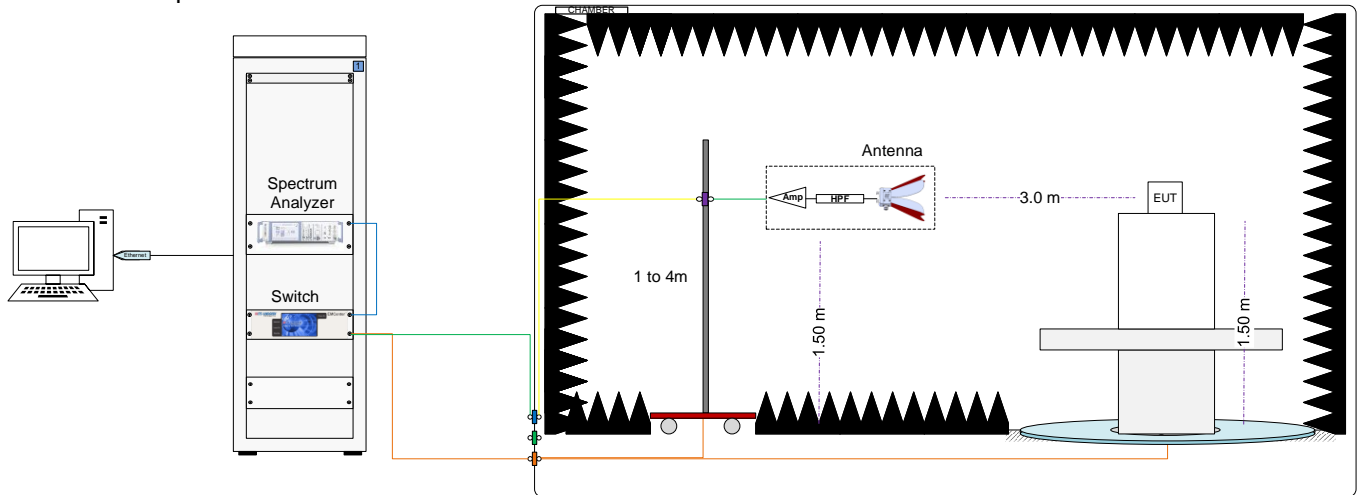 CHAMBER
1
Antenna
Spectrum
Analyzer
Amp
HPF
3.0 m
EUT
Ethernet
1 to 4m
Switch
1.50 m
1.50 m